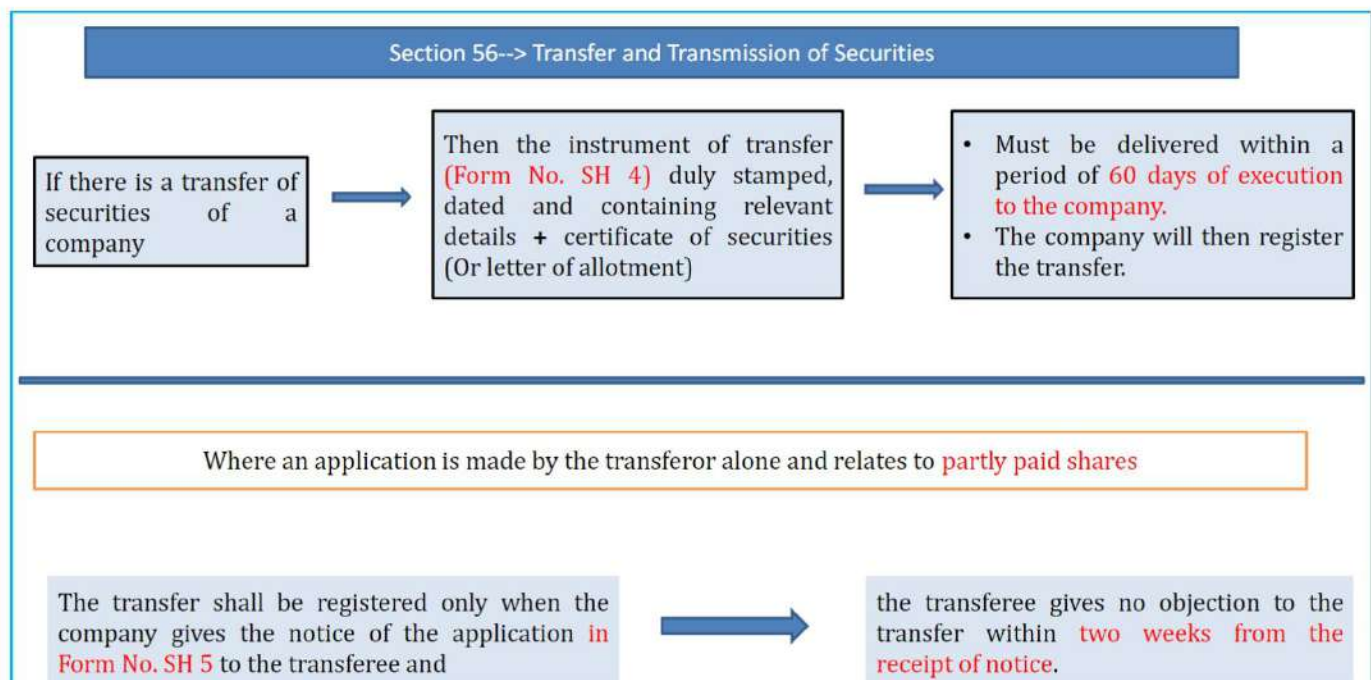 Section 56--> Transfer and Transmission of Securities
If there is a transfer of
securities of a
company
Then the instrument of transfer
(Form No. SH 4) duly stamped,
dated and containing relevant
details + certificate of securities
(Or letter of allotment)
• Must be delivered within a
period of 60 days of execution
to the company.
• The company will then register
the transfer.
Where an application is made by the transferor alone and relates to partly paid shares
The transfer shall be registered only when the
company gives the notice of the application in
Form No. SH 5 to the transferee and
the transferee gives no objection to the
transfer within two weeks from the
receipt of notice.